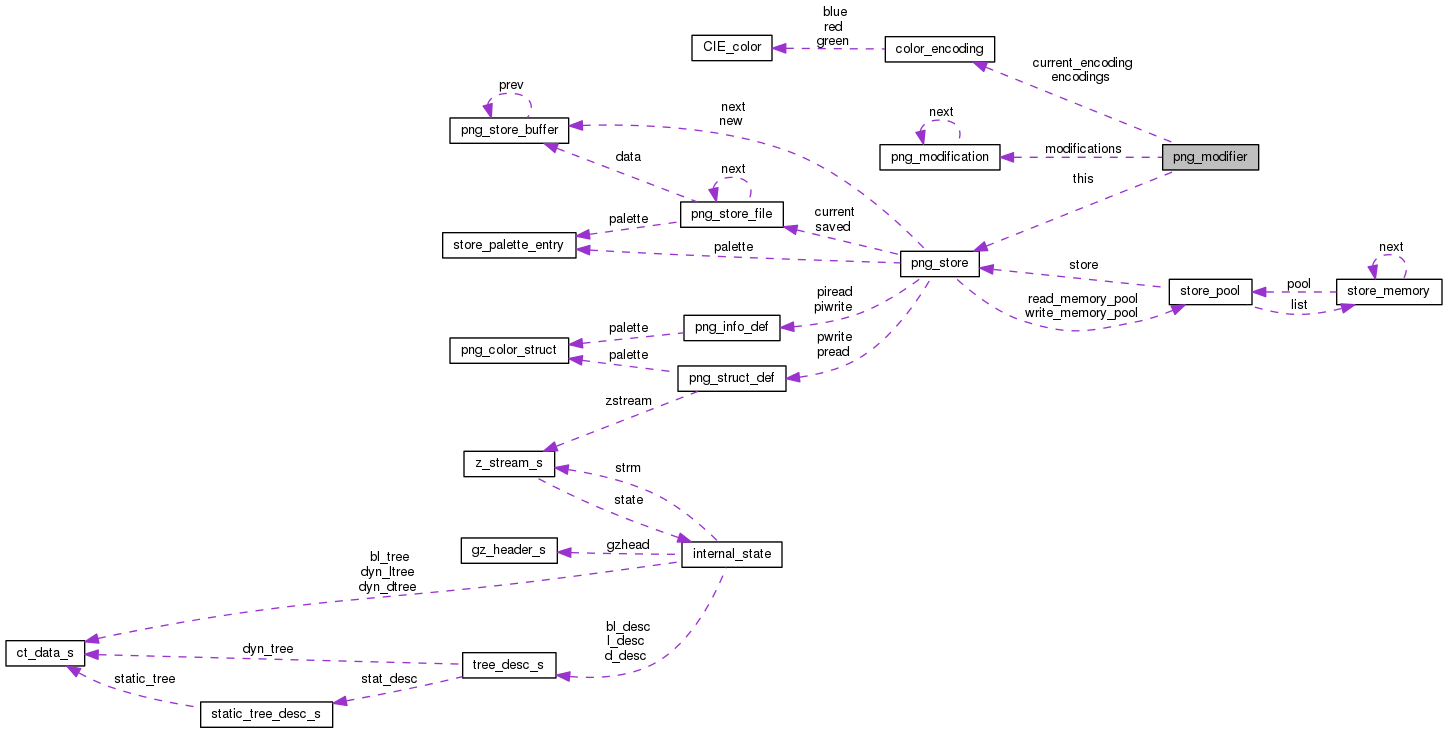 blue
red
green
CIE_color
color_encoding
current_encoding
encodings
prev
next
new
next
png_store_buffer
png_modification
modifications
png_modifier
data
next
this
palette
png_store_file
current
saved
store_palette_entry
palette
png_store
store
next
pool
store_pool
store_memory
list
read_memory_pool
write_memory_pool
piread
piwrite
palette
png_info_def
png_color_struct
palette
pwrite
pread
png_struct_def
zstream
z_stream_s
strm
state
gz_header_s
gzhead
internal_state
bl_tree
dyn_ltree
dyn_dtree
bl_desc
l_desc
d_desc
ct_data_s
dyn_tree
tree_desc_s
static_tree
stat_desc
static_tree_desc_s